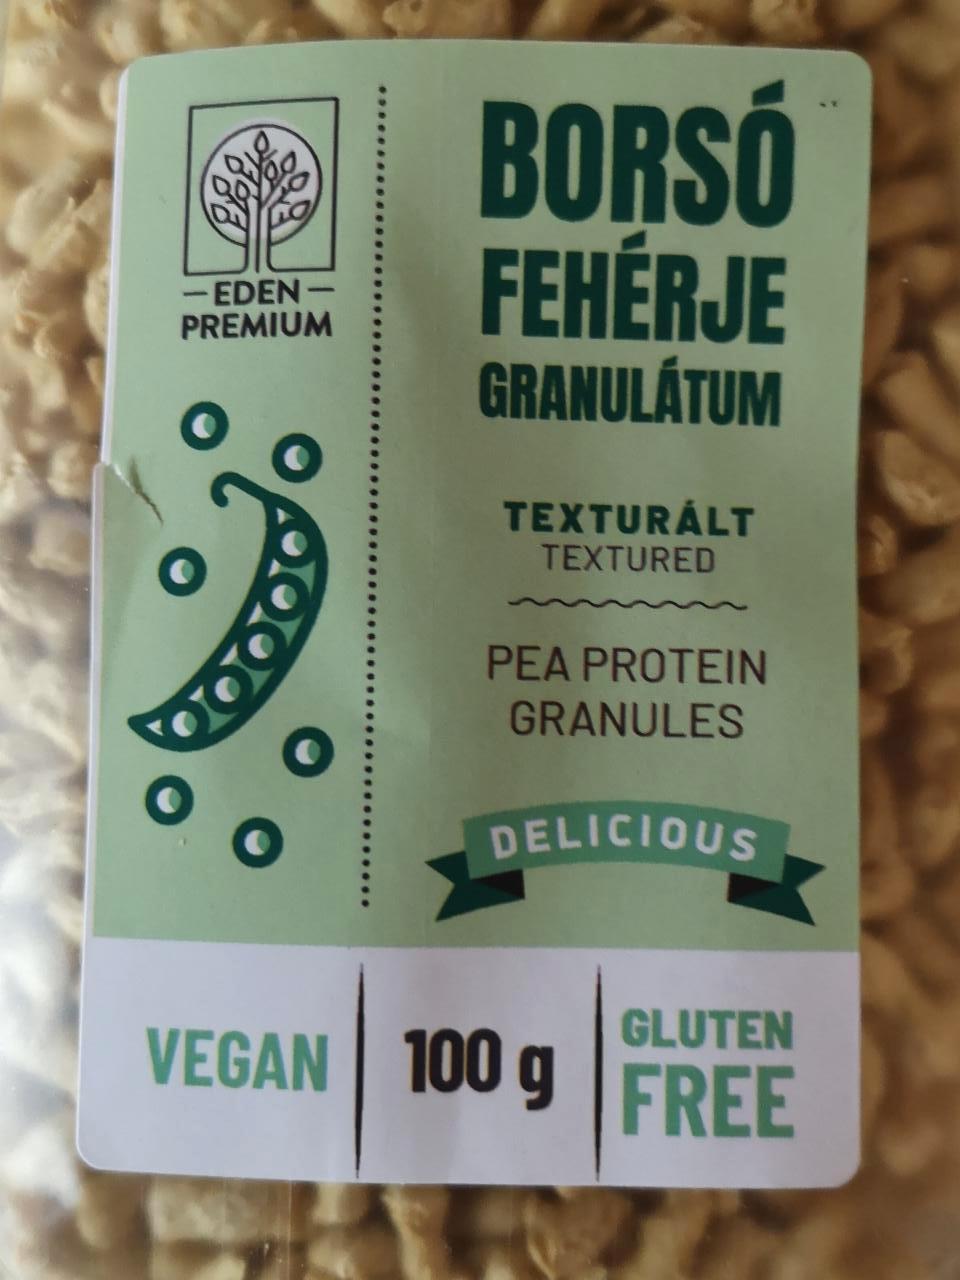 EDEN
PREMIUM
BORSÓ
FEHÉRJE
GRANULÁTUM
TEXTURÁLT
TEXTURED
PEA PROTEIN
GRANULES
DELICIOUS
VEGAN
100 g
GLUTEN
FREE